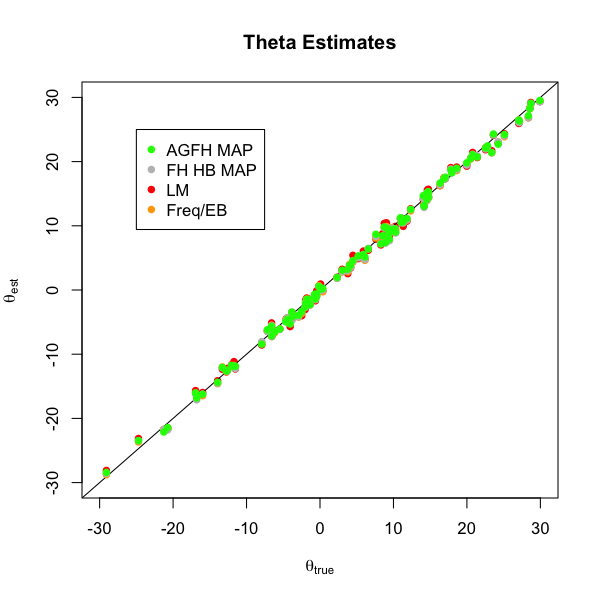 Theta Estimates
30
20
10
0
-10
-20
-30
θest
AGFH MAP
FH HB MAP
LM
Freq/EB
-30 -20 -10 0 10 20 30
θtrue